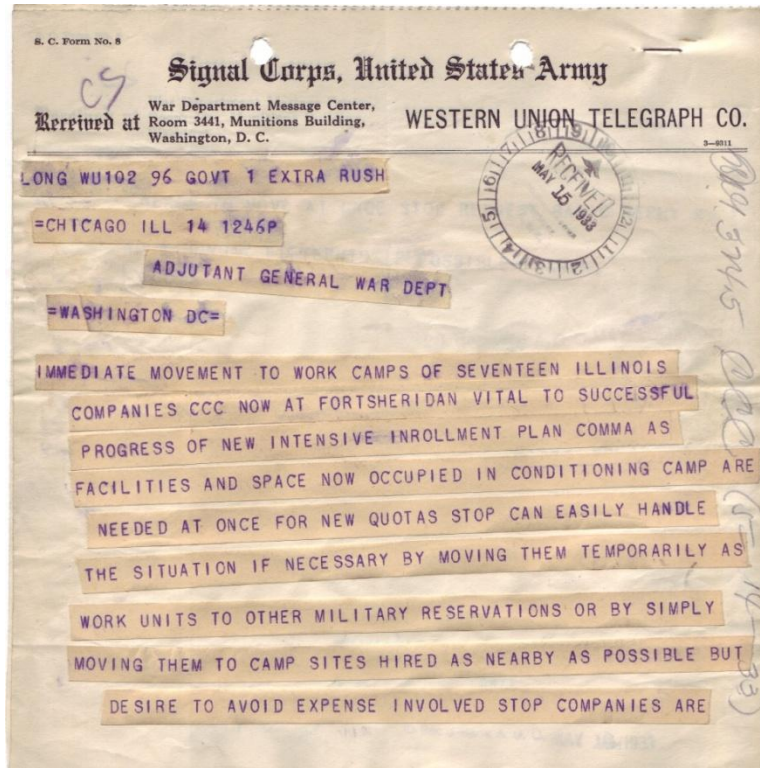 S. C. Form No. 8
Signal Corps, United States Army
Received at
War Department Message Center,
Room 3441, Munitions Building,
Washington, D. C.
WESTERN UNION TELEGRAPH CO.
3—9311
RECEIVED
MAY 15 1933
LONG WU102 96 GOVT 1 EXTRA RUSH
=CHICAGO ILL 14 1246P
ADJUTANT GENERAL WAR DEPT
=WASHINGTON DC=
IMMEDIATE MOVEMENT TO WORK CAMPS OF SEVENTEEN ILLINOIS
COMPANIES CCC NOW AT FORTSHERIDAN VITAL TO SUCCESSFUL
PROGRESS OF NEW INTENSIVE INROLLMENT PLAN COMMA AS
FACILITIES AND SPACE NOW OCCUPIED IN CONDITIONING CAMP ARE
NEEDED AT ONCE FOR NEW QUOTAS STOP CAN EASILY HANDLE
THE SITUATION IF NECESSARY BY MOVING THEM TEMPORARILY AS
WORK UNITS TO OTHER MILITARY RESERVATIONS OR BY SIMPLY
MOVING THEM TO CAMP SITES HIRED AS NEARBY AS POSSIBLE BUT
DESIRE TO AVOID EXPENSE INVOLVED STOP COMPANIES ARE